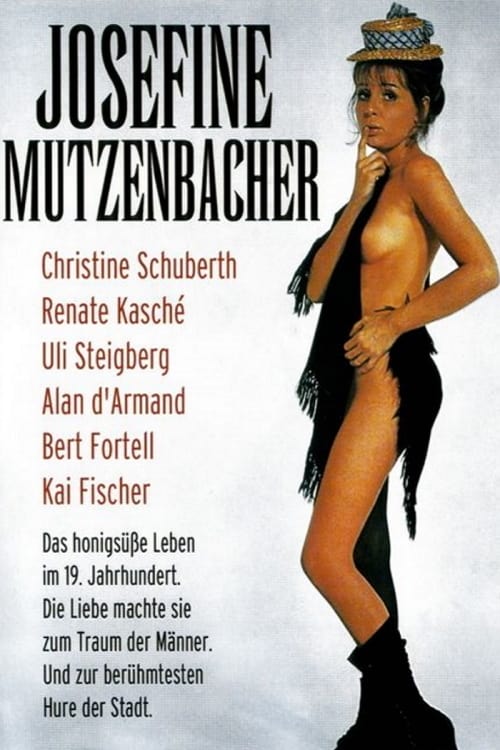 JOSEFINE
MUTZENBACHER
Christine Schuberth
Renate Kasché
Uli Steigberg
Alan d'Armand
Bert Fortell
Kai Fischer
Das honigsüße Leben
im 19. Jahrhundert.
Die Liebe machte sie
zum Traum der Männer.
Und zur berühmtesten
Hure der Stadt.